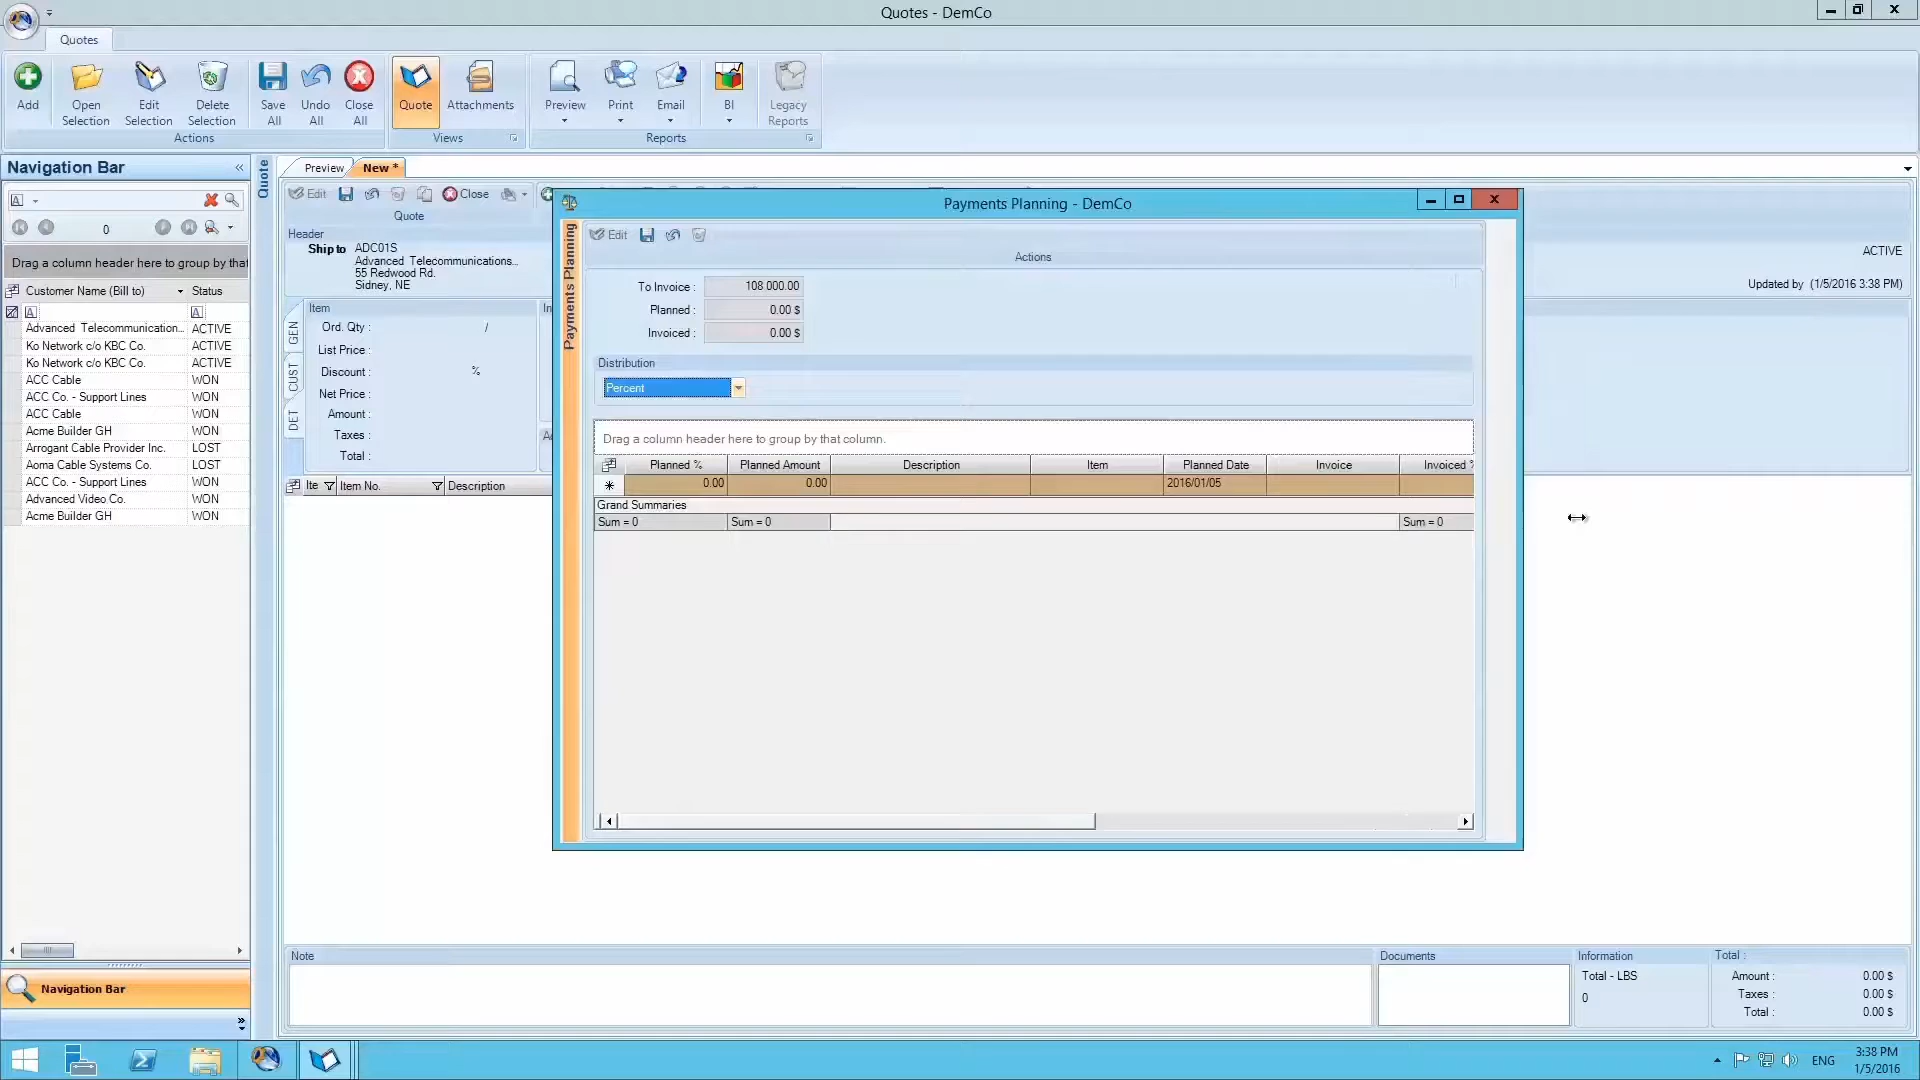 Quotes - DemCo
Quotes
Add
Open Selection
Edit Selection
Delete Selection
Actions
Save All
Undo All
Close All
Quote
Attachments
Views
Preview
Print
Email
BI
Legacy Reports
Reports
Navigation Bar
0
Drag a column header here to group by that
Customer Name (Bill to)
Status
Advanced Telecommunication... ACTIVE
Ko Network c/o KBC Co. ACTIVE
Ko Network c/o KBC Co. ACTIVE
ACC Cable WON
ACC Co. - Support Lines WON
ACC Cable WON
Acme Builder GH WON
Arrogant Cable Provider Inc. LOST
Aoma Cable Systems Co. LOST
ACC Co. - Support Lines WON
Advanced Video Co. WON
Acme Builder GH WON
Navigation Bar
Quote
Preview
New *
Edit
Close
Quote
Header
Ship to
ADC01S
Advanced Telecommunications...
55 Redwood Rd.
Sidney, NE
GEN
CUST
DET
Item
Ord. Qty : /
List Price :
Discount : %
Net Price :
Amount :
Taxes :
Total :
Ite
Item No.
Description
ACTIVE
Updated by (1/5/2016 3:38 PM)
Payments Planning - DemCo
Payments Planning
Edit
Actions
To Invoice : 108 000.00
Planned : 0.00 $
Invoiced : 0.00 $
Distribution
Percent
Drag a column header here to group by that column.
Planned %
Planned Amount
Description
Item
Planned Date
Invoice
Invoiced %
0.00
0.00
2016/01/05
Grand Summaries
Sum = 0
Sum = 0
Sum = 0
Note
Documents
Information
Total - LBS
0
Total :
Amount : 0.00 $
Taxes : 0.00 $
Total : 0.00 $
ENG
3:38 PM
1/5/2016